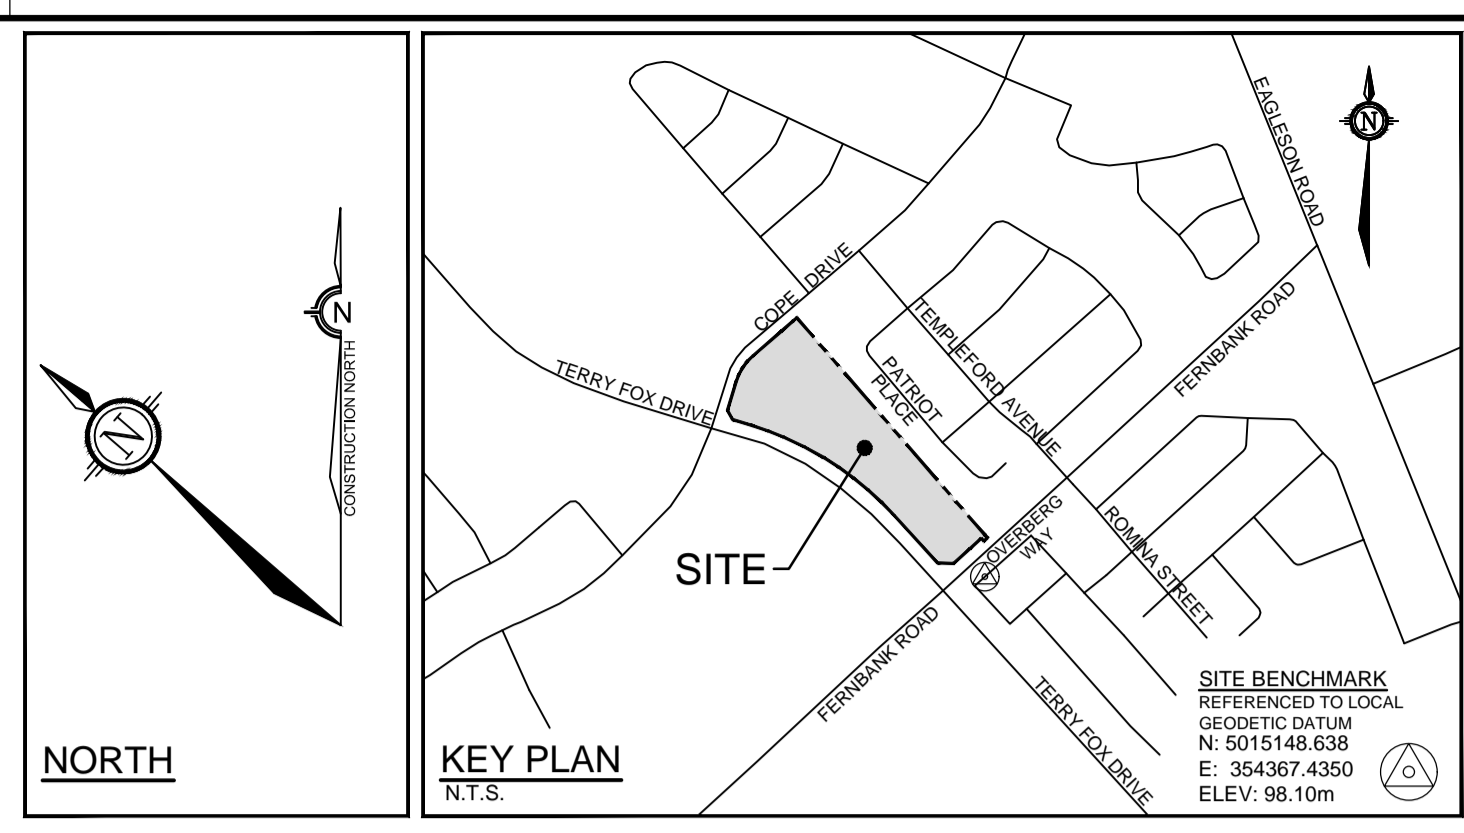 N
CONSTRUCTION NORTH
N
NORTH
EAGLESON ROAD
N
COPE DRIVE
TERRY FOX DRIVE
TEMPLEFORD AVENUE
PATRIOT
PLACE
FERNBANK ROAD
SITE
OVERBERG
WAY
ROMINA STREET
FERNBANK ROAD
TERRY FOX DRIVE
KEY PLAN
N.T.S.
SITE BENCHMARK
REFERENCED TO LOCAL
GEODETIC DATUM
N: 5015148.638
E: 354367.4350
ELEV: 98.10m